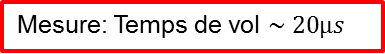 Mesure: Temps de vol ~ 20μs